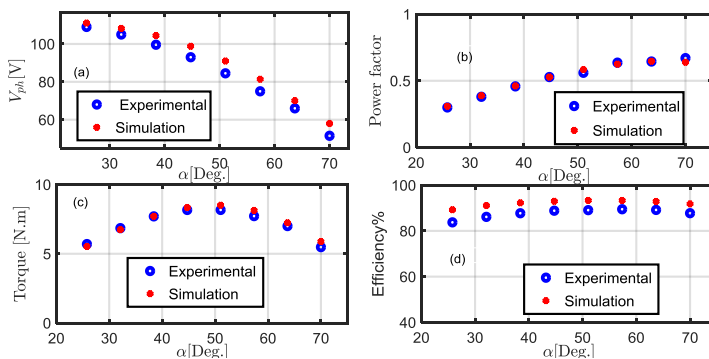 100
80
60
V_ph[V]
(a)
Experimental
Simulation
30 40 50 60 70
α[Deg.]
1
0.5
0
Power factor
(b)
Experimental
Simulation
20 30 40 50 60 70
α[Deg.]
10
5
0
Torque [N.m]
(c)
Experimental
Simulation
30 40 50 60 70
α[Deg.]
100
80
60
40
Efficiency%
(d)
Experimental
Simulation
30 40 50 60 70
α[Deg.]